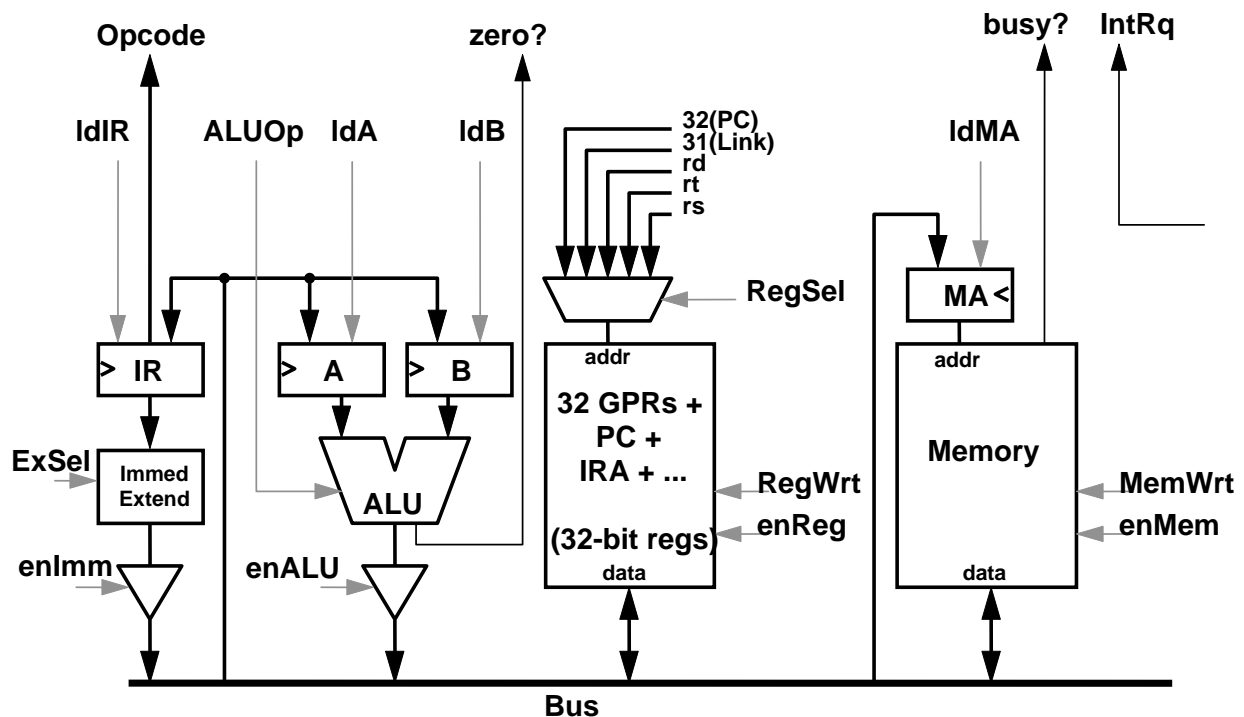 Opcode
zero?
busy?
IntRq
ldIR
ALUOp
ldA
ldB
32(PC)
31(Link)
rd
rt
rs
ldMA
RegSel
MA <
> IR
> A
> B
addr
addr
32 GPRs +
PC +
IRA + ...
(32-bit regs)
data
Memory
data
ExSel
Immed
Extend
ALU
RegWrt
enReg
MemWrt
enMem
enImm
enALU
Bus